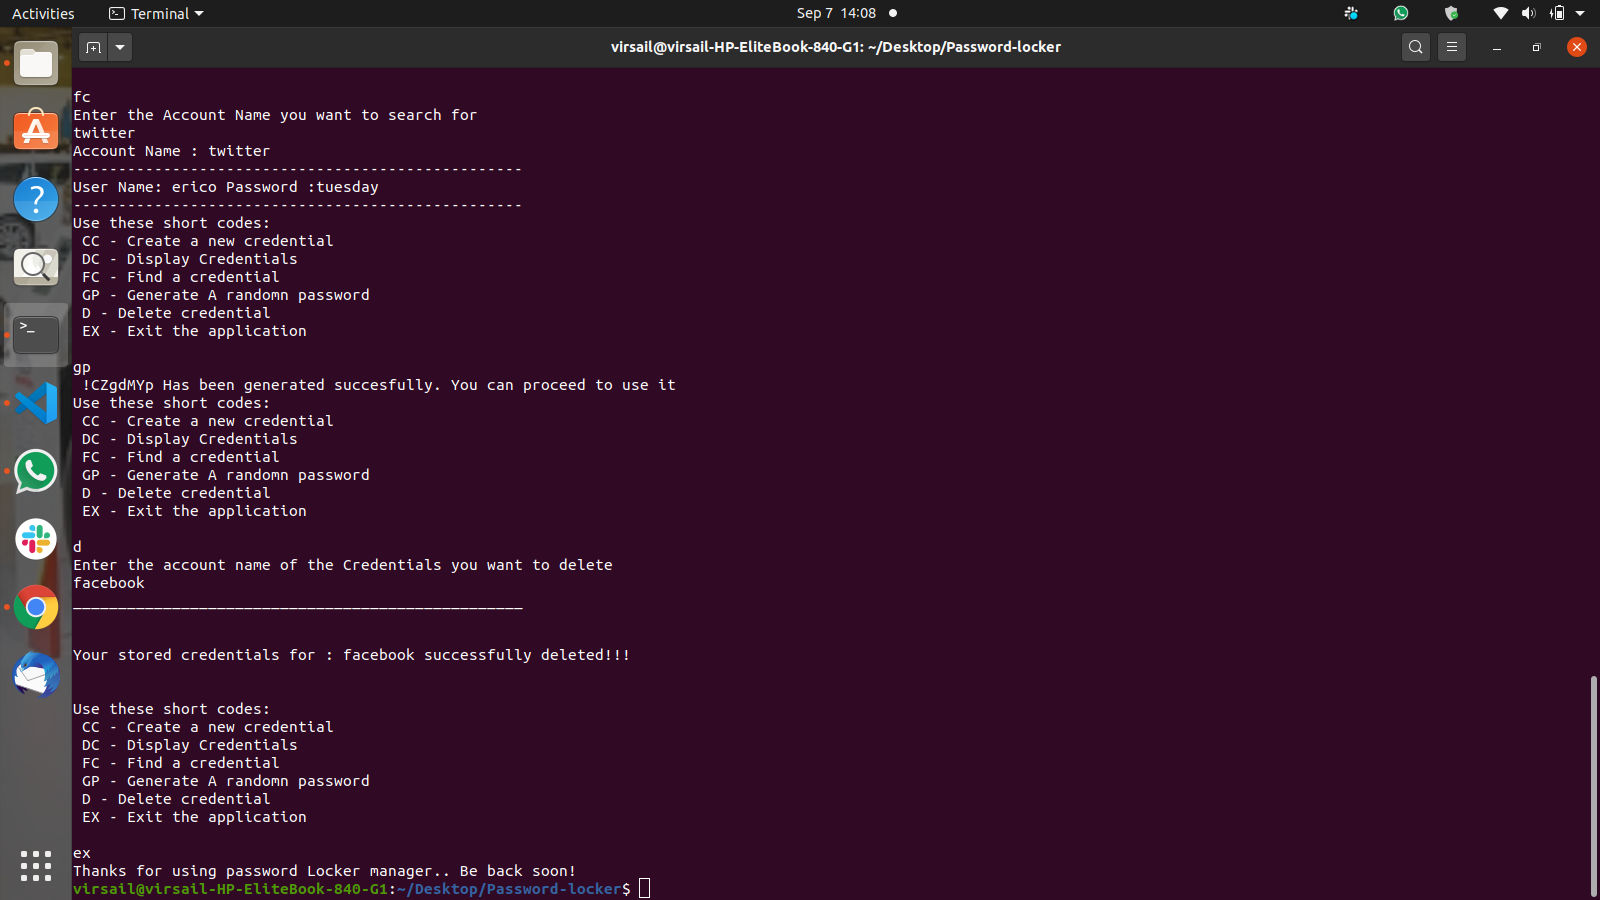 Activities Terminal Sep 7 14:08
virsail@virsail-HP-EliteBook-840-G1: ~/Desktop/Password-locker
fc
Enter the Account Name you want to search for
twitter
Account Name : twitter
--------------------------------------------------
User Name: erico Password :tuesday
--------------------------------------------------
Use these short codes:
CC - Create a new credential
DC - Display Credentials
FC - Find a credential
GP - Generate A randomn password
D - Delete credential
EX - Exit the application
gp
!CZgdMYp Has been generated succesfully. You can proceed to use it
Use these short codes:
CC - Create a new credential
DC - Display Credentials
FC - Find a credential
GP - Generate A randomn password
D - Delete credential
EX - Exit the application
d
Enter the account name of the Credentials you want to delete
facebook
__________________________________________________
Your stored credentials for : facebook successfully deleted!!!
Use these short codes:
CC - Create a new credential
DC - Display Credentials
FC - Find a credential
GP - Generate A randomn password
D - Delete credential
EX - Exit the application
ex
Thanks for using password Locker manager.. Be back soon!
virsail@virsail-HP-EliteBook-840-G1:~/Desktop/Password-locker$